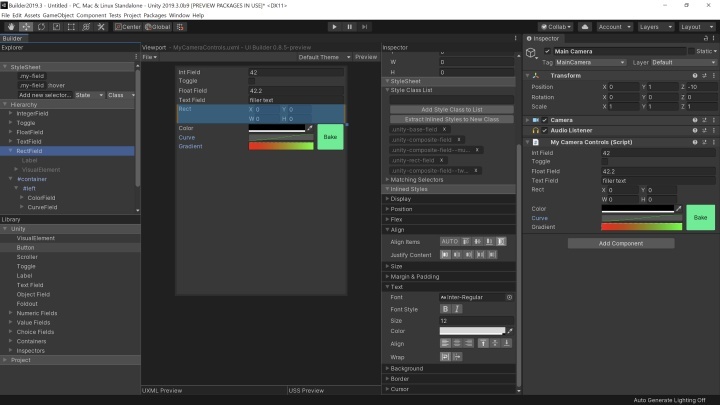 Builder2019.3 - Untitled - PC, Mac & Linux Standalone - Unity 2019.3.0b9 [PREVIEW PACKAGES IN USE]* <DX11>
File Edit Assets GameObject Component Tests Project Packages Window Help
Center Global Collab Account Layers Layout
Builder
Explorer
StyleSheet
.my-field
.my-field :hover
Add new selector... State Class
Hierarchy
IntegerField
Toggle
FloatField
TextField
RectField
Label
VisualElement
#container
#left
ColorField
CurveField
Library
Unity
VisualElement
Button
Scroller
Toggle
Label
Text Field
Object Field
Foldout
Numeric Fields
Value Fields
Choice Fields
Containers
Inspectors
Project
Viewport - MyCameraControls.uxml - UI Builder 0.8.3-preview
File Default Theme Preview
Int Field 42
Toggle
Float Field 42.2
Text Field filler text
Rect X 0 Y 0
W 0 H 0
Color
Curve
Gradient
Bake
UXML Preview USS Preview
Inspector
W 0
H 0
StyleSheet
Style Class List
Add Style Class to List
Extract Inlined Styles to New Class
unity-base-field x
unity-composite-field x
unity-composite-field--mu... x
unity-rect-field x
unity-composite-field--tw... x
Matching Selectors
Inlined Styles
Display
Position
Flex
Align
Align Items AUTO
Justify Content
Size
Margin & Padding
Text
Font Inter-Regular
Font Style B I
Size 12
Color
Align
Wrap
Background
Border
Cursor
Inspector
Main Camera Static
Tag MainCamera Layer Default
Transform
Position X 0 Y 1 Z -10
Rotation X 0 Y 0 Z 0
Scale X 1 Y 1 Z 1
Camera
Audio Listener
My Camera Controls (Script)
Int Field 42
Toggle
Float Field 42.2
Text Field filler text
Rect X 0 Y 0
W 0 H 0
Color
Curve
Gradient
Bake
Add Component
Auto Generate Lighting Off